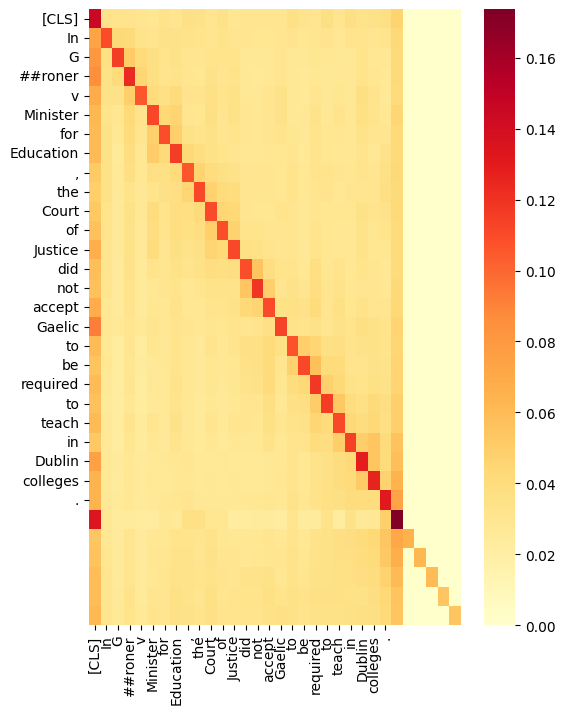 [CLS]
In
G
##roner
v
Minister
for
Education
,
the
Court
of
Justice
did
not
accept
Gaelic
to
be
required
to
teach
in
Dublin
colleges
.
[CLS]
In
G
##roner
v
Minister
for
Education
,
the
Court
of
Justice
did
not
accept
Gaelic
to
be
required
to
teach
in
Dublin
colleges
.
0.16
0.14
0.12
0.10
0.08
0.06
0.04
0.02
0.00